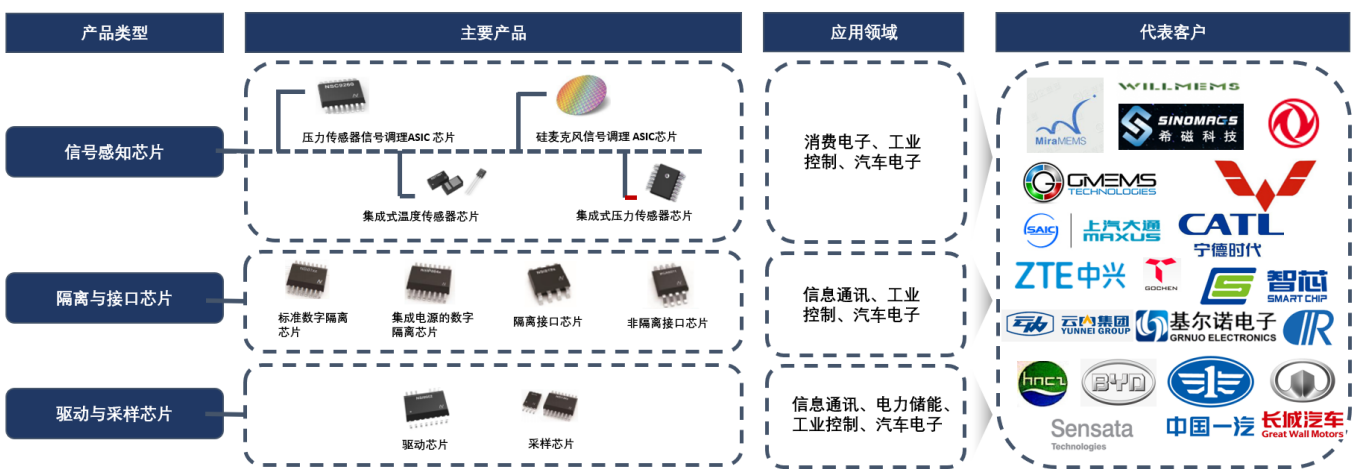 产品类型
主要产品
应用领域
代表客户
信号感知芯片
压力传感器信号调理ASIC 芯片
硅麦克风信号调理 ASIC芯片
集成式温度传感器芯片
集成式压力传感器芯片
消费电子、工业
控制、汽车电子
隔离与接口芯片
标准数字隔离
芯片
集成电源的数字
隔离芯片
隔离接口芯片
非隔离接口芯片
信息通讯、工业
控制、汽车电子
驱动与采样芯片
驱动芯片
采样芯片
信息通讯、电力储能、
工业控制、汽车电子
MiraMEMS
WILLMEMS
SINOMAGS
希磁科技
GMEMS
TECHNOLOGIES
SAIC
上汽大通
MAXUS
CATL
宁德时代
ZTE中兴
GOCHEN
智芯
SMART CHIP
云内集团
YUNNEI GROUP
基尔诺电子
GRNUO ELECTRONICS
BYD
Sensata
Technologies
中国一汽
长城汽车
Great Wall Motors